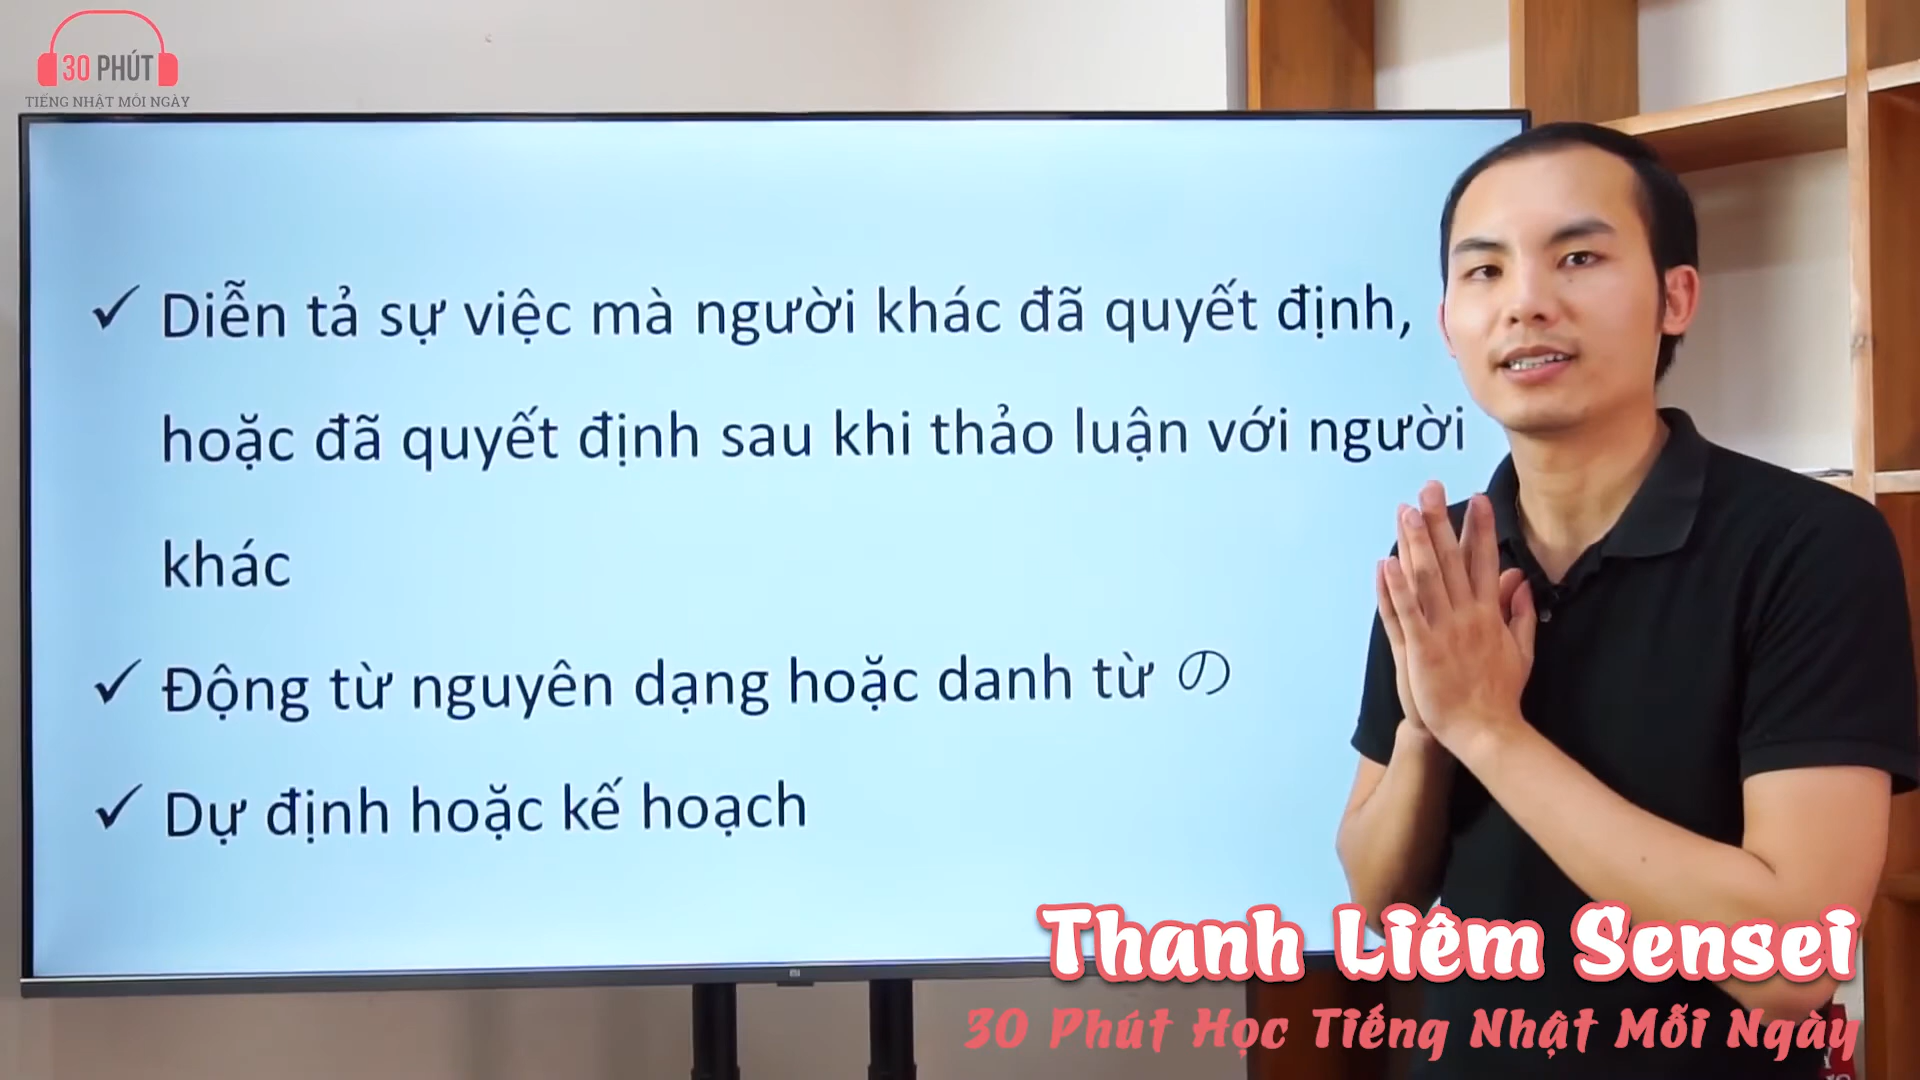 30 PHÚT
TIẾNG NHẬT MỖI NGÀY
✓ Diễn tả sự việc mà người khác đã quyết định,
hoặc đã quyết định sau khi thảo luận với người
khác
✓ Động từ nguyên dạng hoặc danh từ の
✓ Dự định hoặc kế hoạch
Thanh Liêm Sensei
30 Phút Học Tiếng Nhật Mỗi Ngày